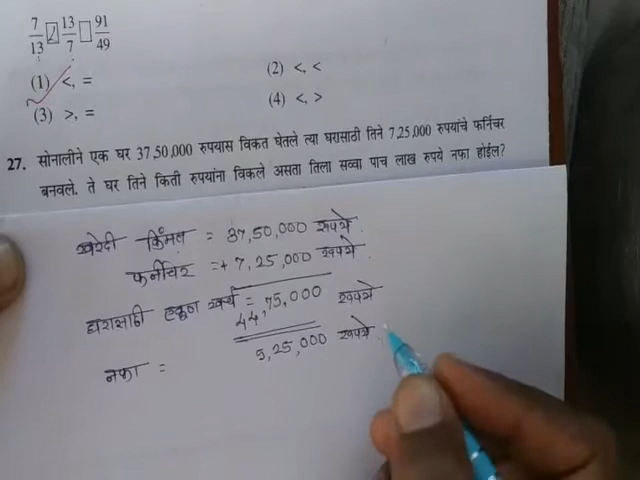 7/13 < 13/7 □ 91/49
(1) <, = (2) <, <
(3) >, = (4) <, >
27. सोनालीने एक घर 37,50,000 रुपयास विकत घेतले त्या घरासाठी तिने 7,25,000 रुपयांचे फर्निचर
बनवले. ते घर तिने किती रुपयांना विकले असता तिला सव्वा पाच लाख रुपये नफा होईल?
खरेदी किंमत = 37,50,000 रुपये.
फर्निचर = + 7,25,000 रुपये.
घरासाठी एकूण खर्च = 44,75,000 रुपये
नफा = 5,25,000 रुपये.